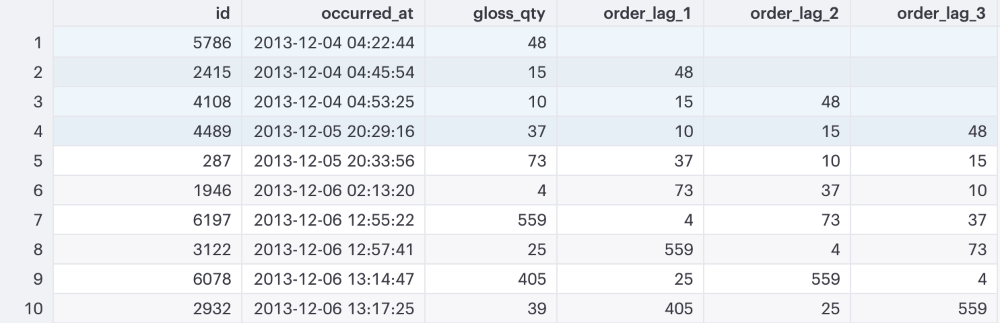 id occurred_at gloss_qty order_lag_1 order_lag_2 order_lag_3
1 5786 2013-12-04 04:22:44 48
2 2415 2013-12-04 04:45:54 15 48
3 4108 2013-12-04 04:53:25 10 15 48
4 4489 2013-12-05 20:29:16 37 10 15 48
5 287 2013-12-05 20:33:56 73 37 10 15
6 1946 2013-12-06 02:13:20 4 73 37 10
7 6197 2013-12-06 12:55:22 559 4 73 37
8 3122 2013-12-06 12:57:41 25 559 4 73
9 6078 2013-12-06 13:14:47 405 25 559 4
10 2932 2013-12-06 13:17:25 39 405 25 559